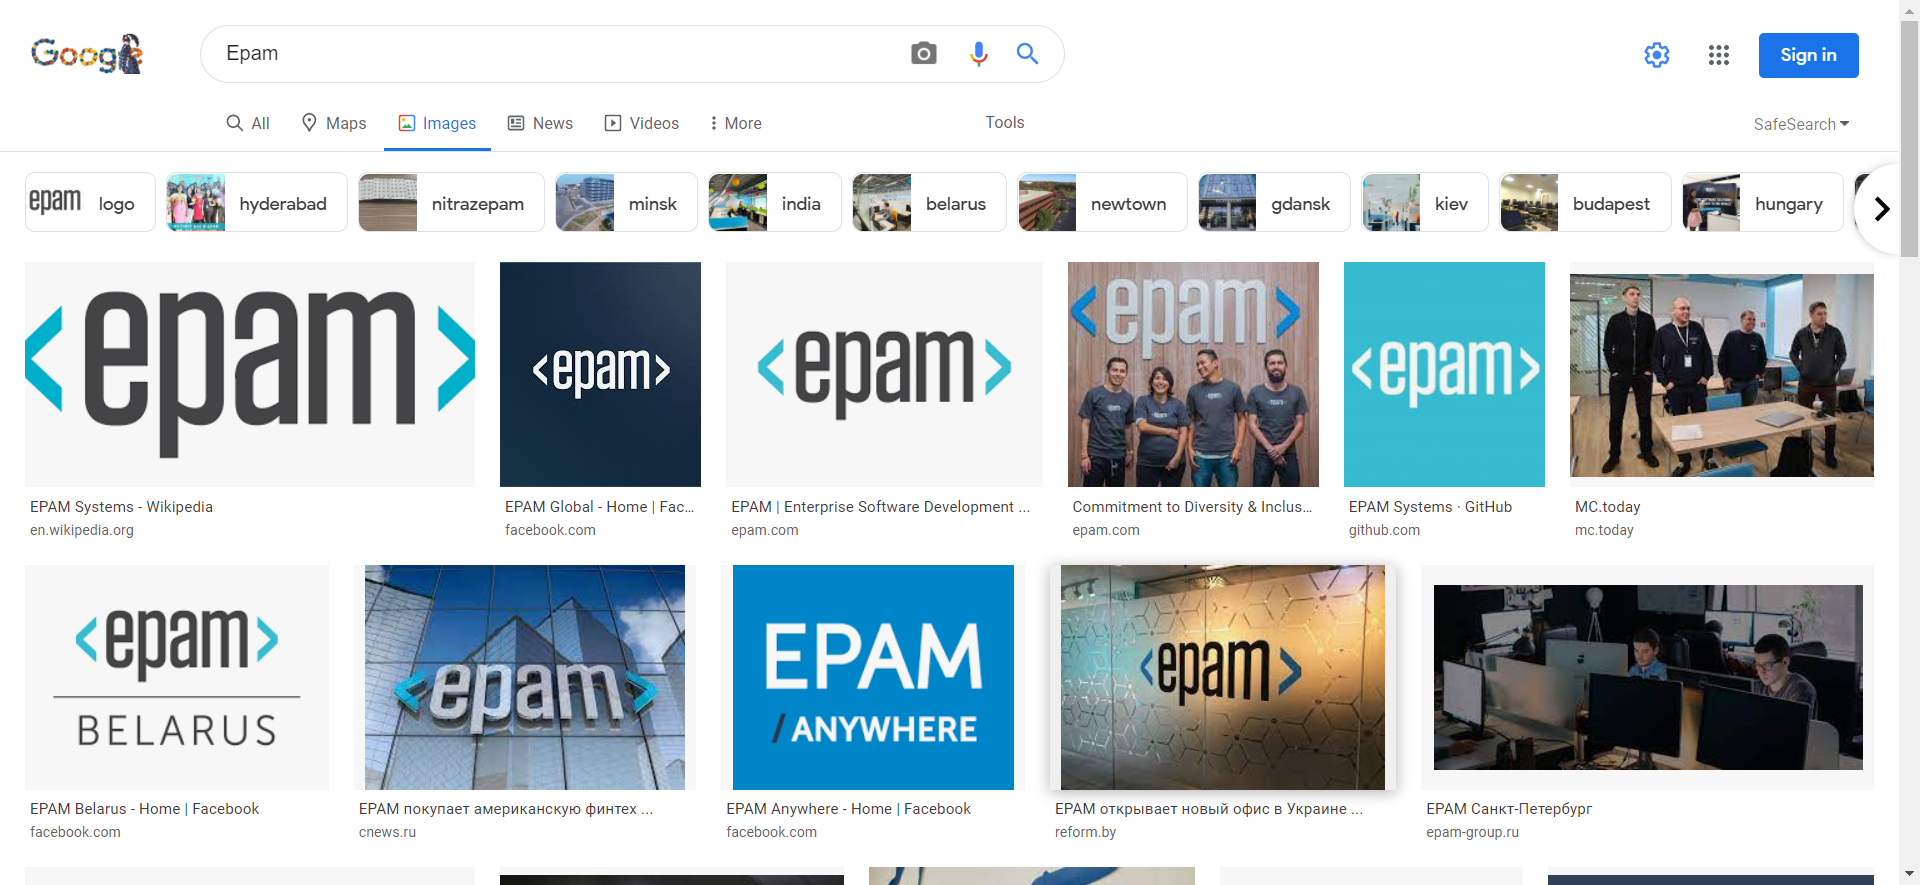 Google
Epam
Sign in
All
Maps
Images
News
Videos
More
Tools
SafeSearch
epam
logo
hyderabad
nitrazepam
minsk
india
belarus
newtown
gdansk
kiev
budapest
hungary
<epam>
<epam>
<epam>
<epam>
<epam>
EPAM Systems - Wikipedia
en.wikipedia.org
EPAM Global - Home | Fac...
facebook.com
EPAM | Enterprise Software Development ...
epam.com
Commitment to Diversity & Inclus...
epam.com
EPAM Systems · GitHub
github.com
MC.today
mc.today
<epam>
BELARUS
<epam>
EPAM
/ANYWHERE
<epam>
EPAM Belarus - Home | Facebook
facebook.com
EPAM покупает американскую финтех ...
cnews.ru
EPAM Anywhere - Home | Facebook
facebook.com
EPAM открывает новый офис в Украине ...
reform.by
EPAM Санкт-Петербург
epam-group.ru